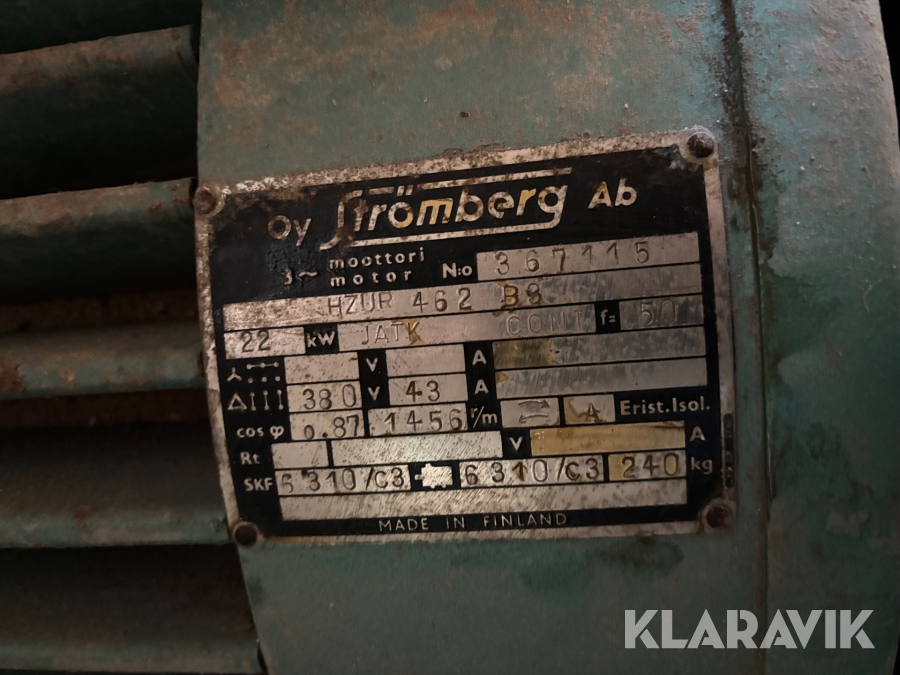 Oy Strömberg Ab
3~ moottori motor N:o 367115
HZUR 462 B3
22 kW JATK CONT f= 50
V A
Δ 380 V 43 A
cos φ 0.87 1456 r/m A Erist.Isol.
Rt V A
SKF 6310/C3 6310/C3 240 kg
MADE IN FINLAND
KLARAVIK